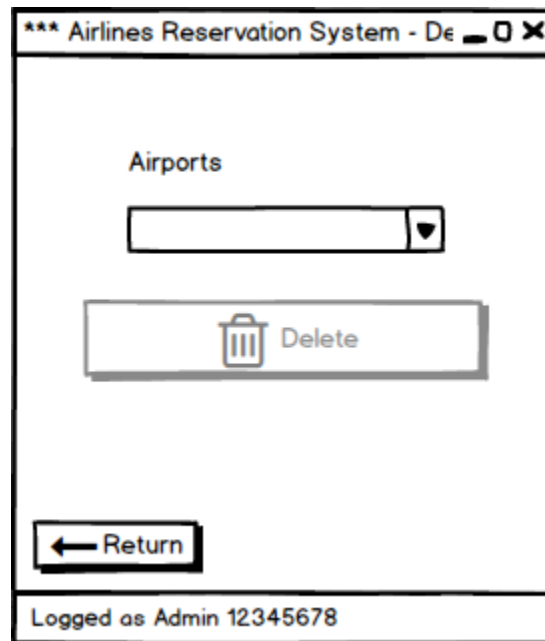 *** Airlines Reservation System - De
Airports
Delete
Return
Logged as Admin 12345678